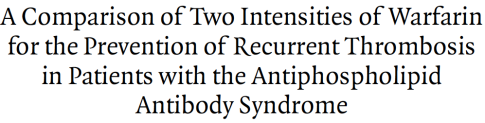 A Comparison of Two Intensities of Warfarin
for the Prevention of Recurrent Thrombosis
in Patients with the Antiphospholipid
Antibody Syndrome